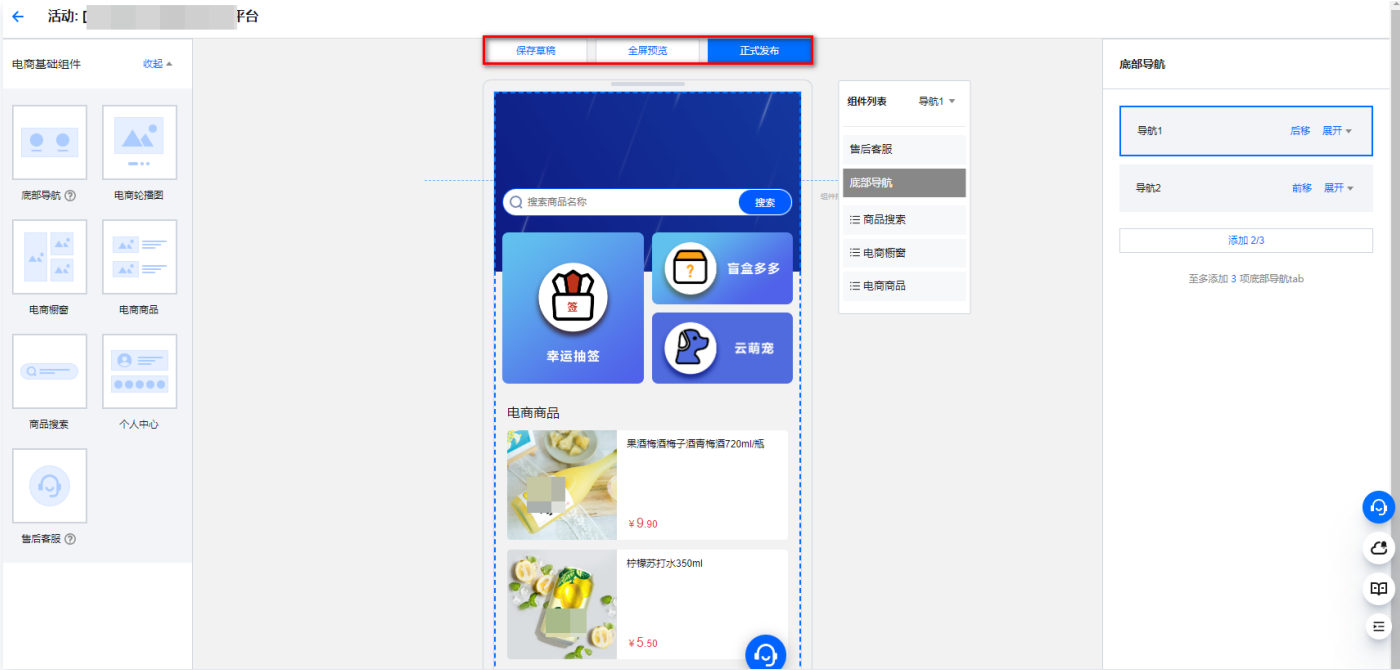 活动: [
平台
电商基础组件
收起
底部导航
电商轮播图
电商橱窗
电商商品
商品搜索
个人中心
售后客服
保存草稿
全屏预览
正式发布
搜索商品名称
搜索
签
幸运抽签
?
盲盒多多
云萌宠
电商商品
果酒梅酒梅子酒青梅酒720ml/瓶
¥9.90
柠檬苏打水350ml
¥5.50
组件列表
导航1
售后客服
底部导航
商品搜索
电商橱窗
电商商品
底部导航
导航1
后移
展开
导航2
前移
展开
添加 2/3
至多添加 3 项底部导航tab